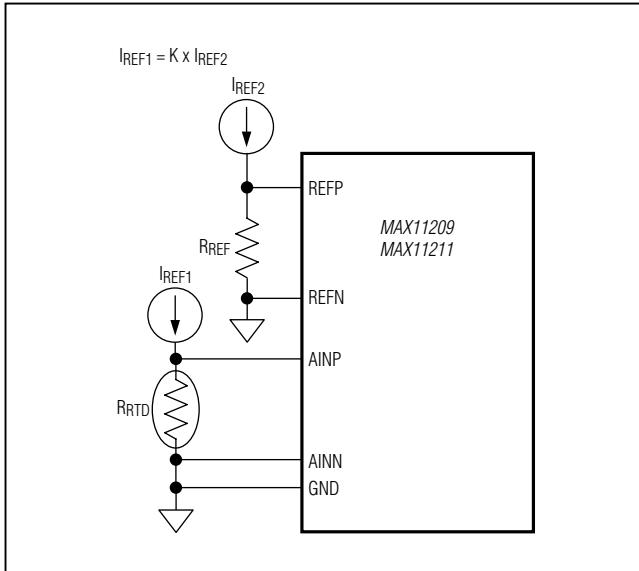 IREF1 = K x IREF2
IREF2
REFP
MAX11209
MAX11211
RREF
REFN
IREF1
AINP
RRTD
AINN
GND